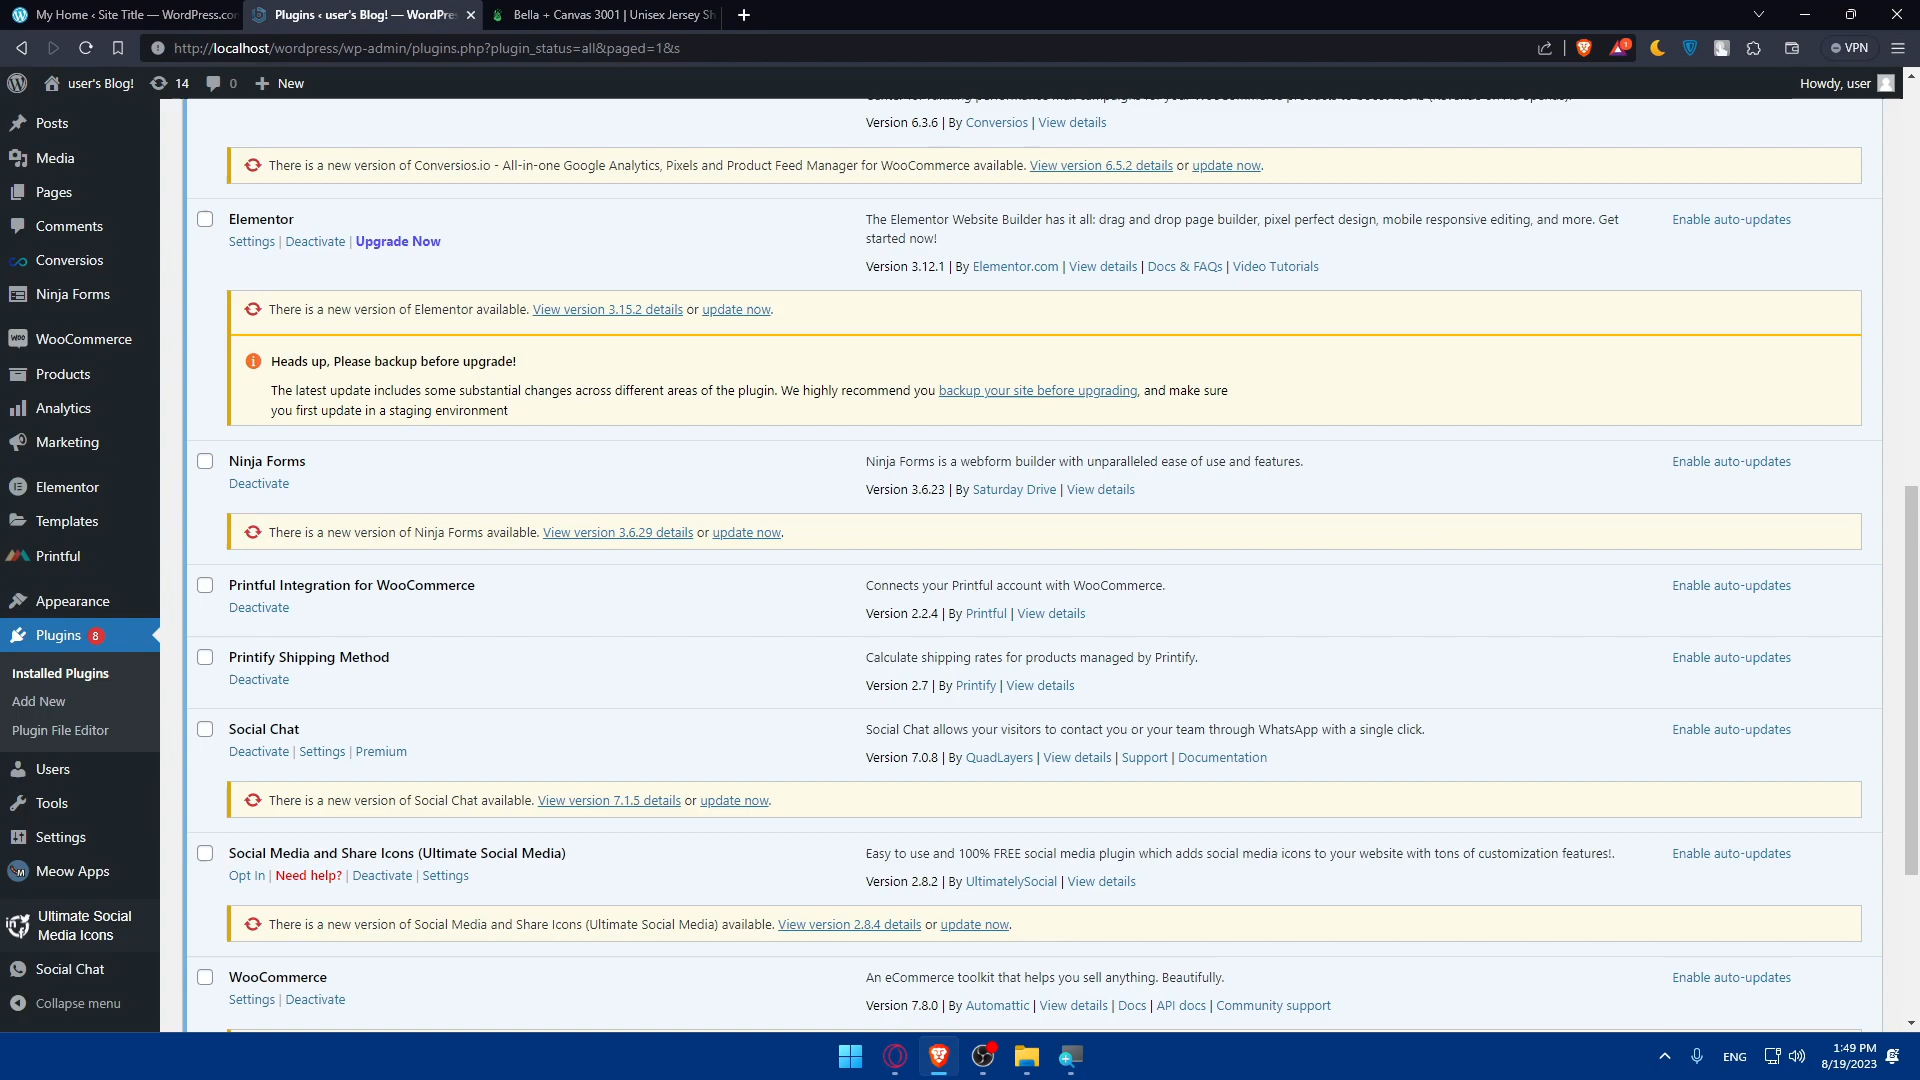 My Home ‹ Site Title — WordPress.co
Plugins ‹ user's Blog! — WordPre
Bella + Canvas 3001 | Unisex Jersey Sh
http://localhost/wordpress/wp-admin/plugins.php?plugin_status=all&paged=1&s
1
VPN
user's Blog!
14
0
New
Howdy, user
Posts
Media
Pages
Comments
Conversios
Ninja Forms
WooCommerce
Products
Analytics
Marketing
Elementor
Templates
Printful
Appearance
Plugins 8
Installed Plugins
Add New
Plugin File Editor
Users
Tools
Settings
Meow Apps
Ultimate Social
Media Icons
Social Chat
Collapse menu
Version 6.3.6 | By Conversios | View details
There is a new version of Conversios.io - All-in-one Google Analytics, Pixels and Product Feed Manager for WooCommerce available. View version 6.5.2 details or update now.
Elementor
Settings | Deactivate | Upgrade Now
The Elementor Website Builder has it all: drag and drop page builder, pixel perfect design, mobile responsive editing, and more. Get
started now!
Version 3.12.1 | By Elementor.com | View details | Docs & FAQs | Video Tutorials
Enable auto-updates
There is a new version of Elementor available. View version 3.15.2 details or update now.
Heads up, Please backup before upgrade!
The latest update includes some substantial changes across different areas of the plugin. We highly recommend you backup your site before upgrading, and make sure
you first update in a staging environment
Ninja Forms
Deactivate
Ninja Forms is a webform builder with unparalleled ease of use and features.
Version 3.6.23 | By Saturday Drive | View details
Enable auto-updates
There is a new version of Ninja Forms available. View version 3.6.29 details or update now.
Printful Integration for WooCommerce
Deactivate
Connects your Printful account with WooCommerce.
Version 2.2.4 | By Printful | View details
Enable auto-updates
Printify Shipping Method
Deactivate
Calculate shipping rates for products managed by Printify.
Version 2.7 | By Printify | View details
Enable auto-updates
Social Chat
Deactivate | Settings | Premium
Social Chat allows your visitors to contact you or your team through WhatsApp with a single click.
Version 7.0.8 | By QuadLayers | View details | Support | Documentation
Enable auto-updates
There is a new version of Social Chat available. View version 7.1.5 details or update now.
Social Media and Share Icons (Ultimate Social Media)
Opt In | Need help? | Deactivate | Settings
Easy to use and 100% FREE social media plugin which adds social media icons to your website with tons of customization features!.
Version 2.8.2 | By UltimatelySocial | View details
Enable auto-updates
There is a new version of Social Media and Share Icons (Ultimate Social Media) available. View version 2.8.4 details or update now.
WooCommerce
Settings | Deactivate
An eCommerce toolkit that helps you sell anything. Beautifully.
Version 7.8.0 | By Automattic | View details | Docs | API docs | Community support
Enable auto-updates
ENG
1:49 PM
8/19/2023